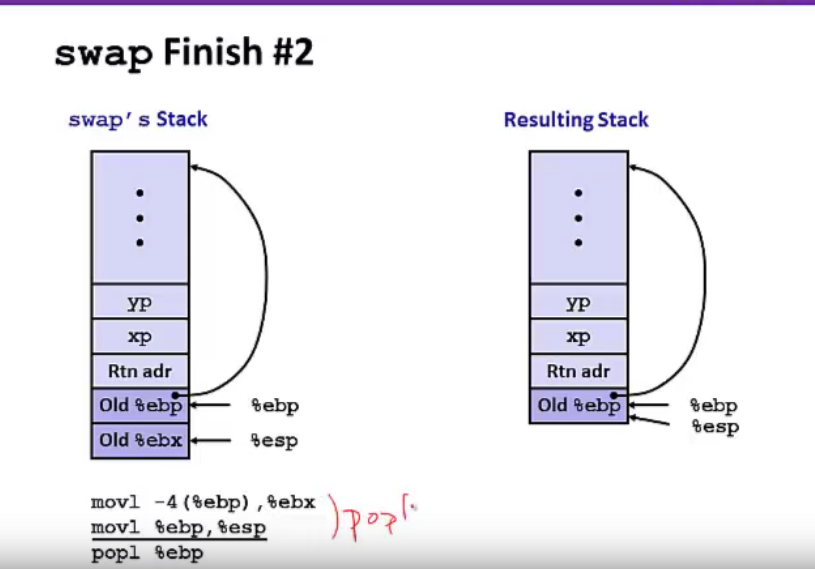 swap Finish #2
swap's Stack
Resulting Stack
yp
xp
Rtn adr
Old %ebp
%ebp
Old %ebx
%esp
yp
xp
Rtn adr
Old %ebp
%ebp
%esp
movl -4(%ebp),%ebx
movl %ebp,%esp
popl %ebp
popl